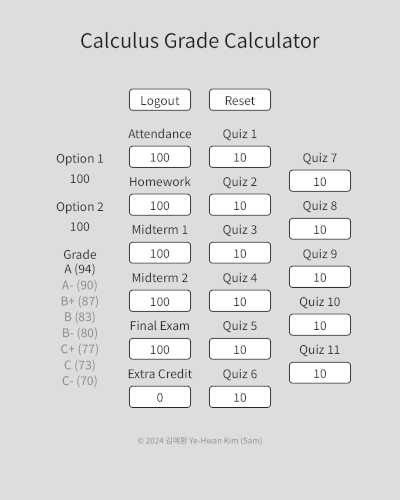 Calculus Grade Calculator
Logout
Reset
Option 1
100
Option 2
100
Grade
A (94)
A- (90)
B+ (87)
B (83)
B- (80)
C+ (77)
C (73)
C- (70)
Attendance
100
Homework
100
Midterm 1
100
Midterm 2
100
Final Exam
100
Extra Credit
0
Quiz 1
10
Quiz 2
10
Quiz 3
10
Quiz 4
10
Quiz 5
10
Quiz 6
10
Quiz 7
10
Quiz 8
10
Quiz 9
10
Quiz 10
10
Quiz 11
10
© 2024 김예환 Ye-Hwan Kim (Sam)